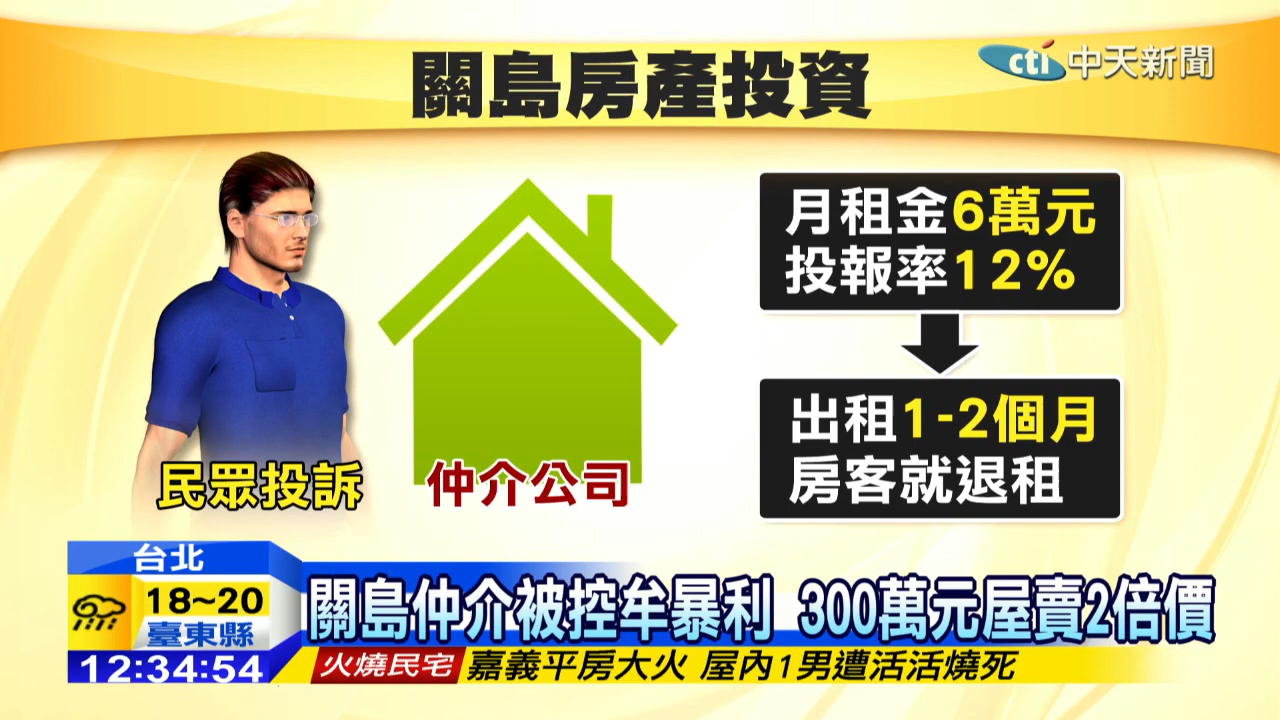 關島房產投資
cti 中天新聞
月租金6萬元
投報率12%
出租1-2個月
房客就退租
民眾投訴
仲介公司
台北
18~20
臺東縣
12:34:54
關島仲介被控牟暴利 300萬元屋賣2倍價
火燒民宅 嘉義平房大火 屋內1男遭活活燒死